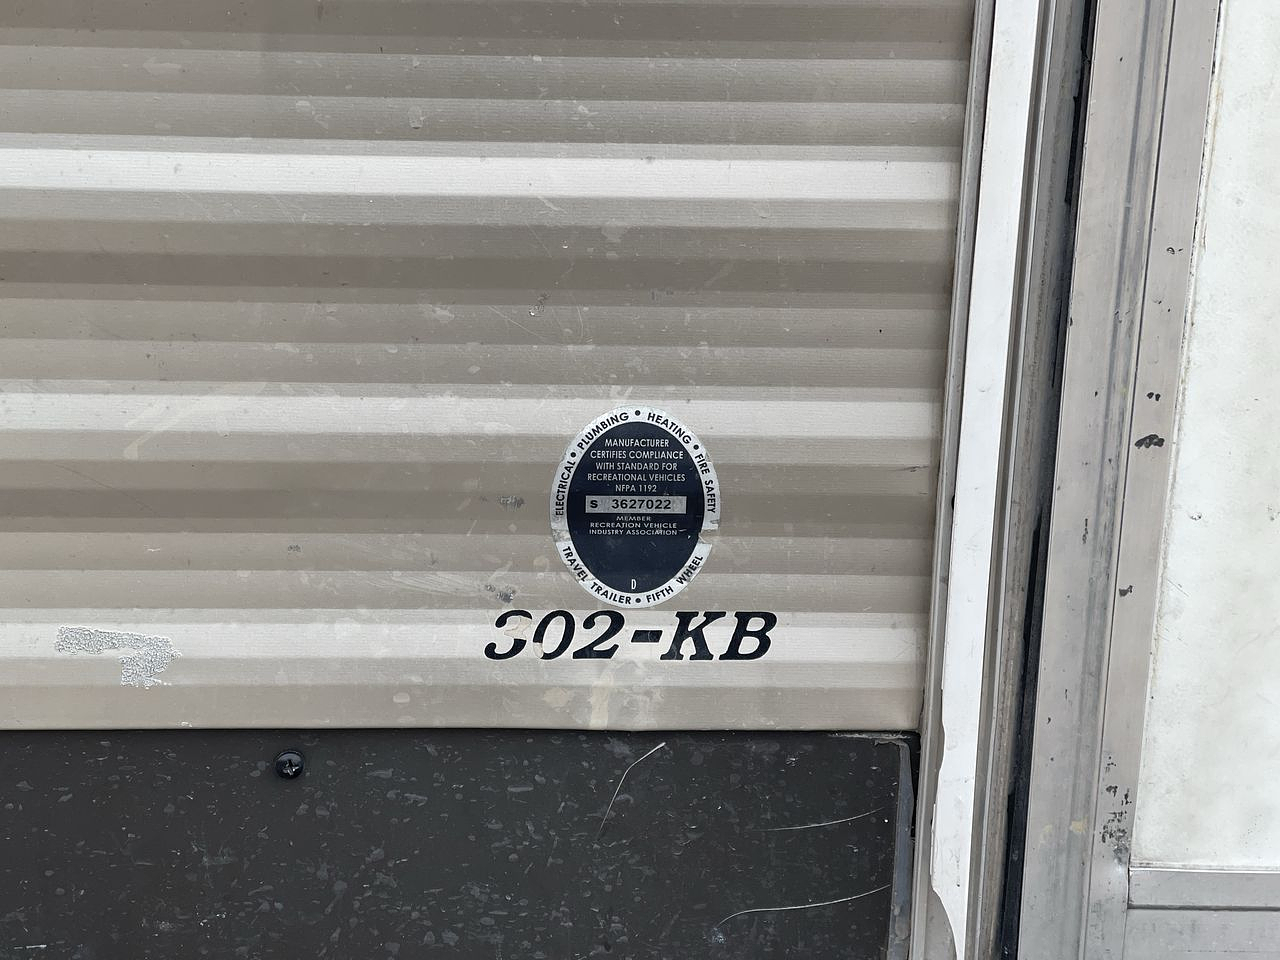 ELECTRICAL • PLUMBING • HEATING • FIRE SAFETY
MANUFACTURER
CERTIFIES COMPLIANCE
WITH STANDARD FOR
RECREATIONAL VEHICLES
NFPA 1192
S 3627022
MEMBER
RECREATION VEHICLE
INDUSTRY ASSOCIATION
D
TRAVEL TRAILER • FIFTH WHEEL
302-KB